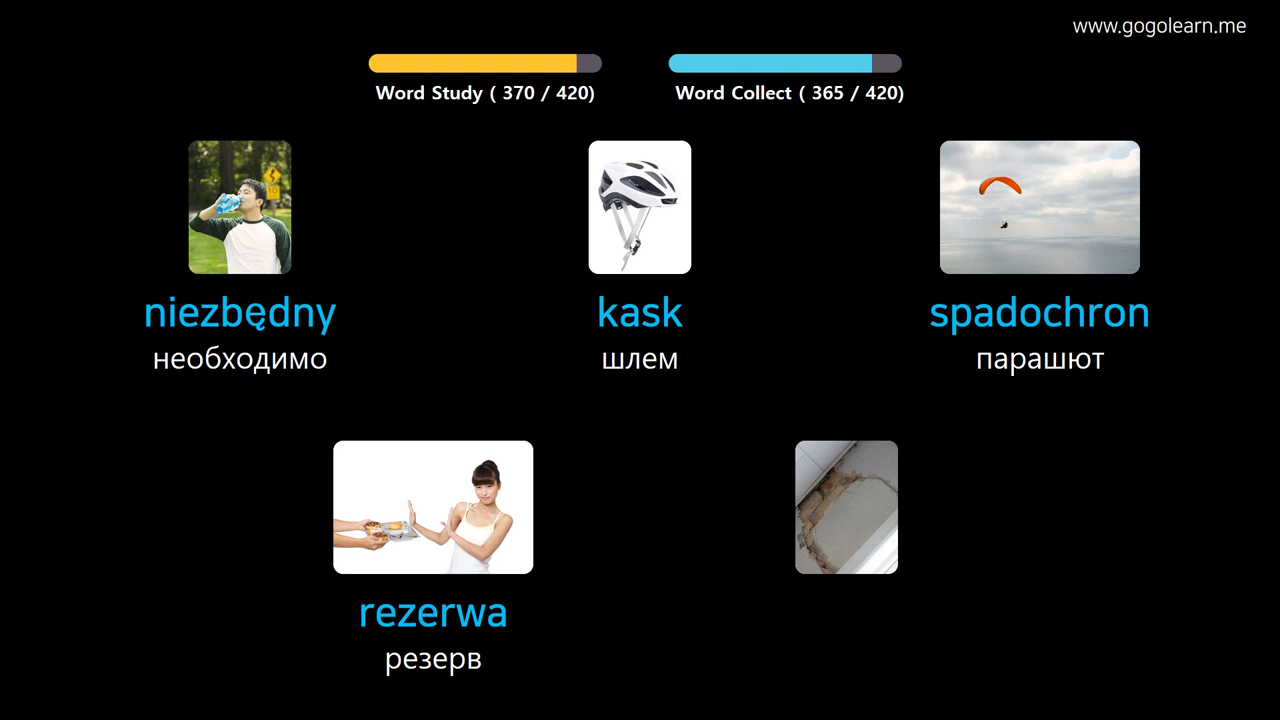 www.gogolearn.me
Word Study ( 370 / 420)
Word Collect ( 365 / 420)
niezbędny
необходимо
kask
шлем
spadochron
парашют
rezerwa
резерв